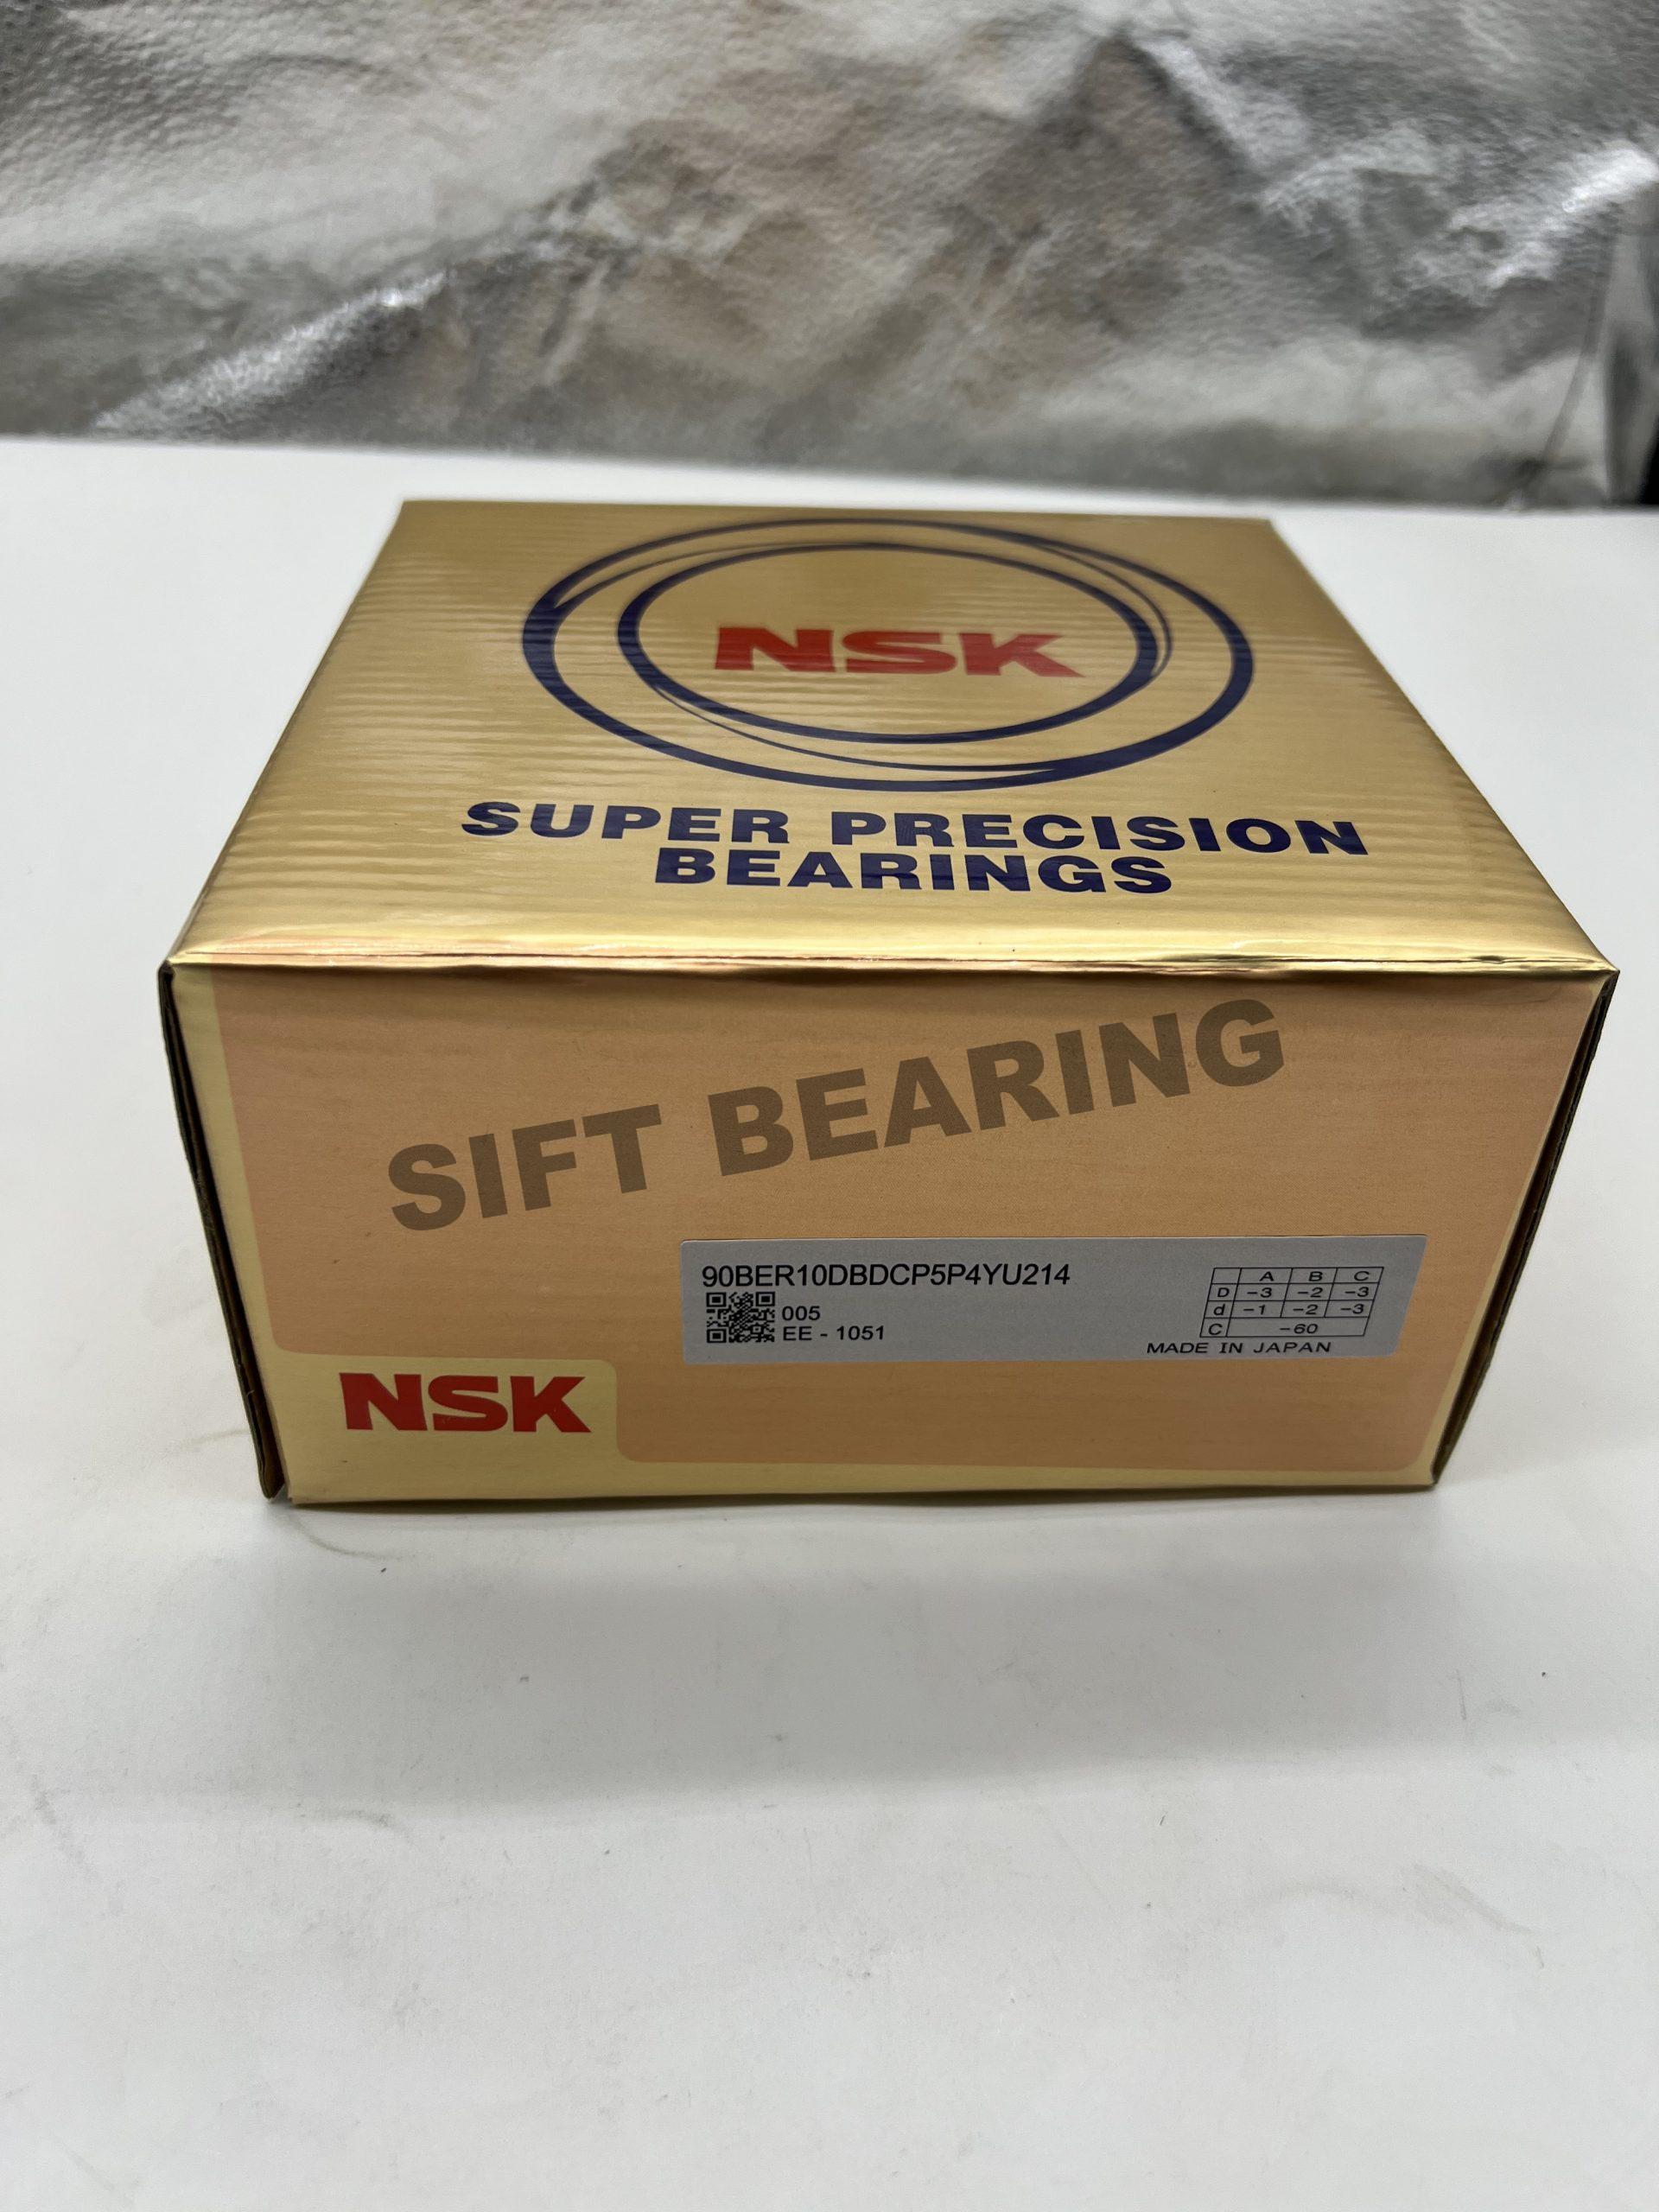 NSK
SUPER PRECISION
BEARINGS
SIFT BEARING
90BER10DBDCP5P4YU214
005
EE - 1051
A B C
D -3 -2 -3
d -1 -2 -3
C -60
MADE IN JAPAN
NSK